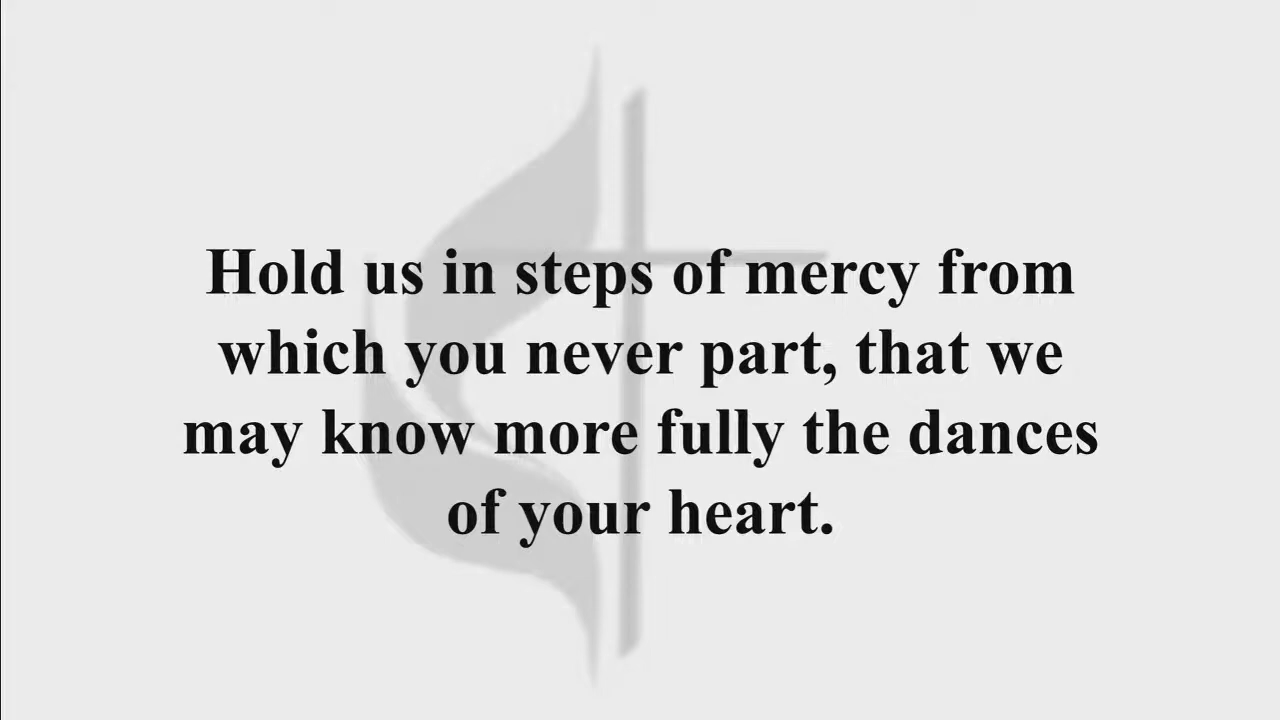 Hold us in steps of mercy from
which you never part, that we
may know more fully the dances
of your heart.